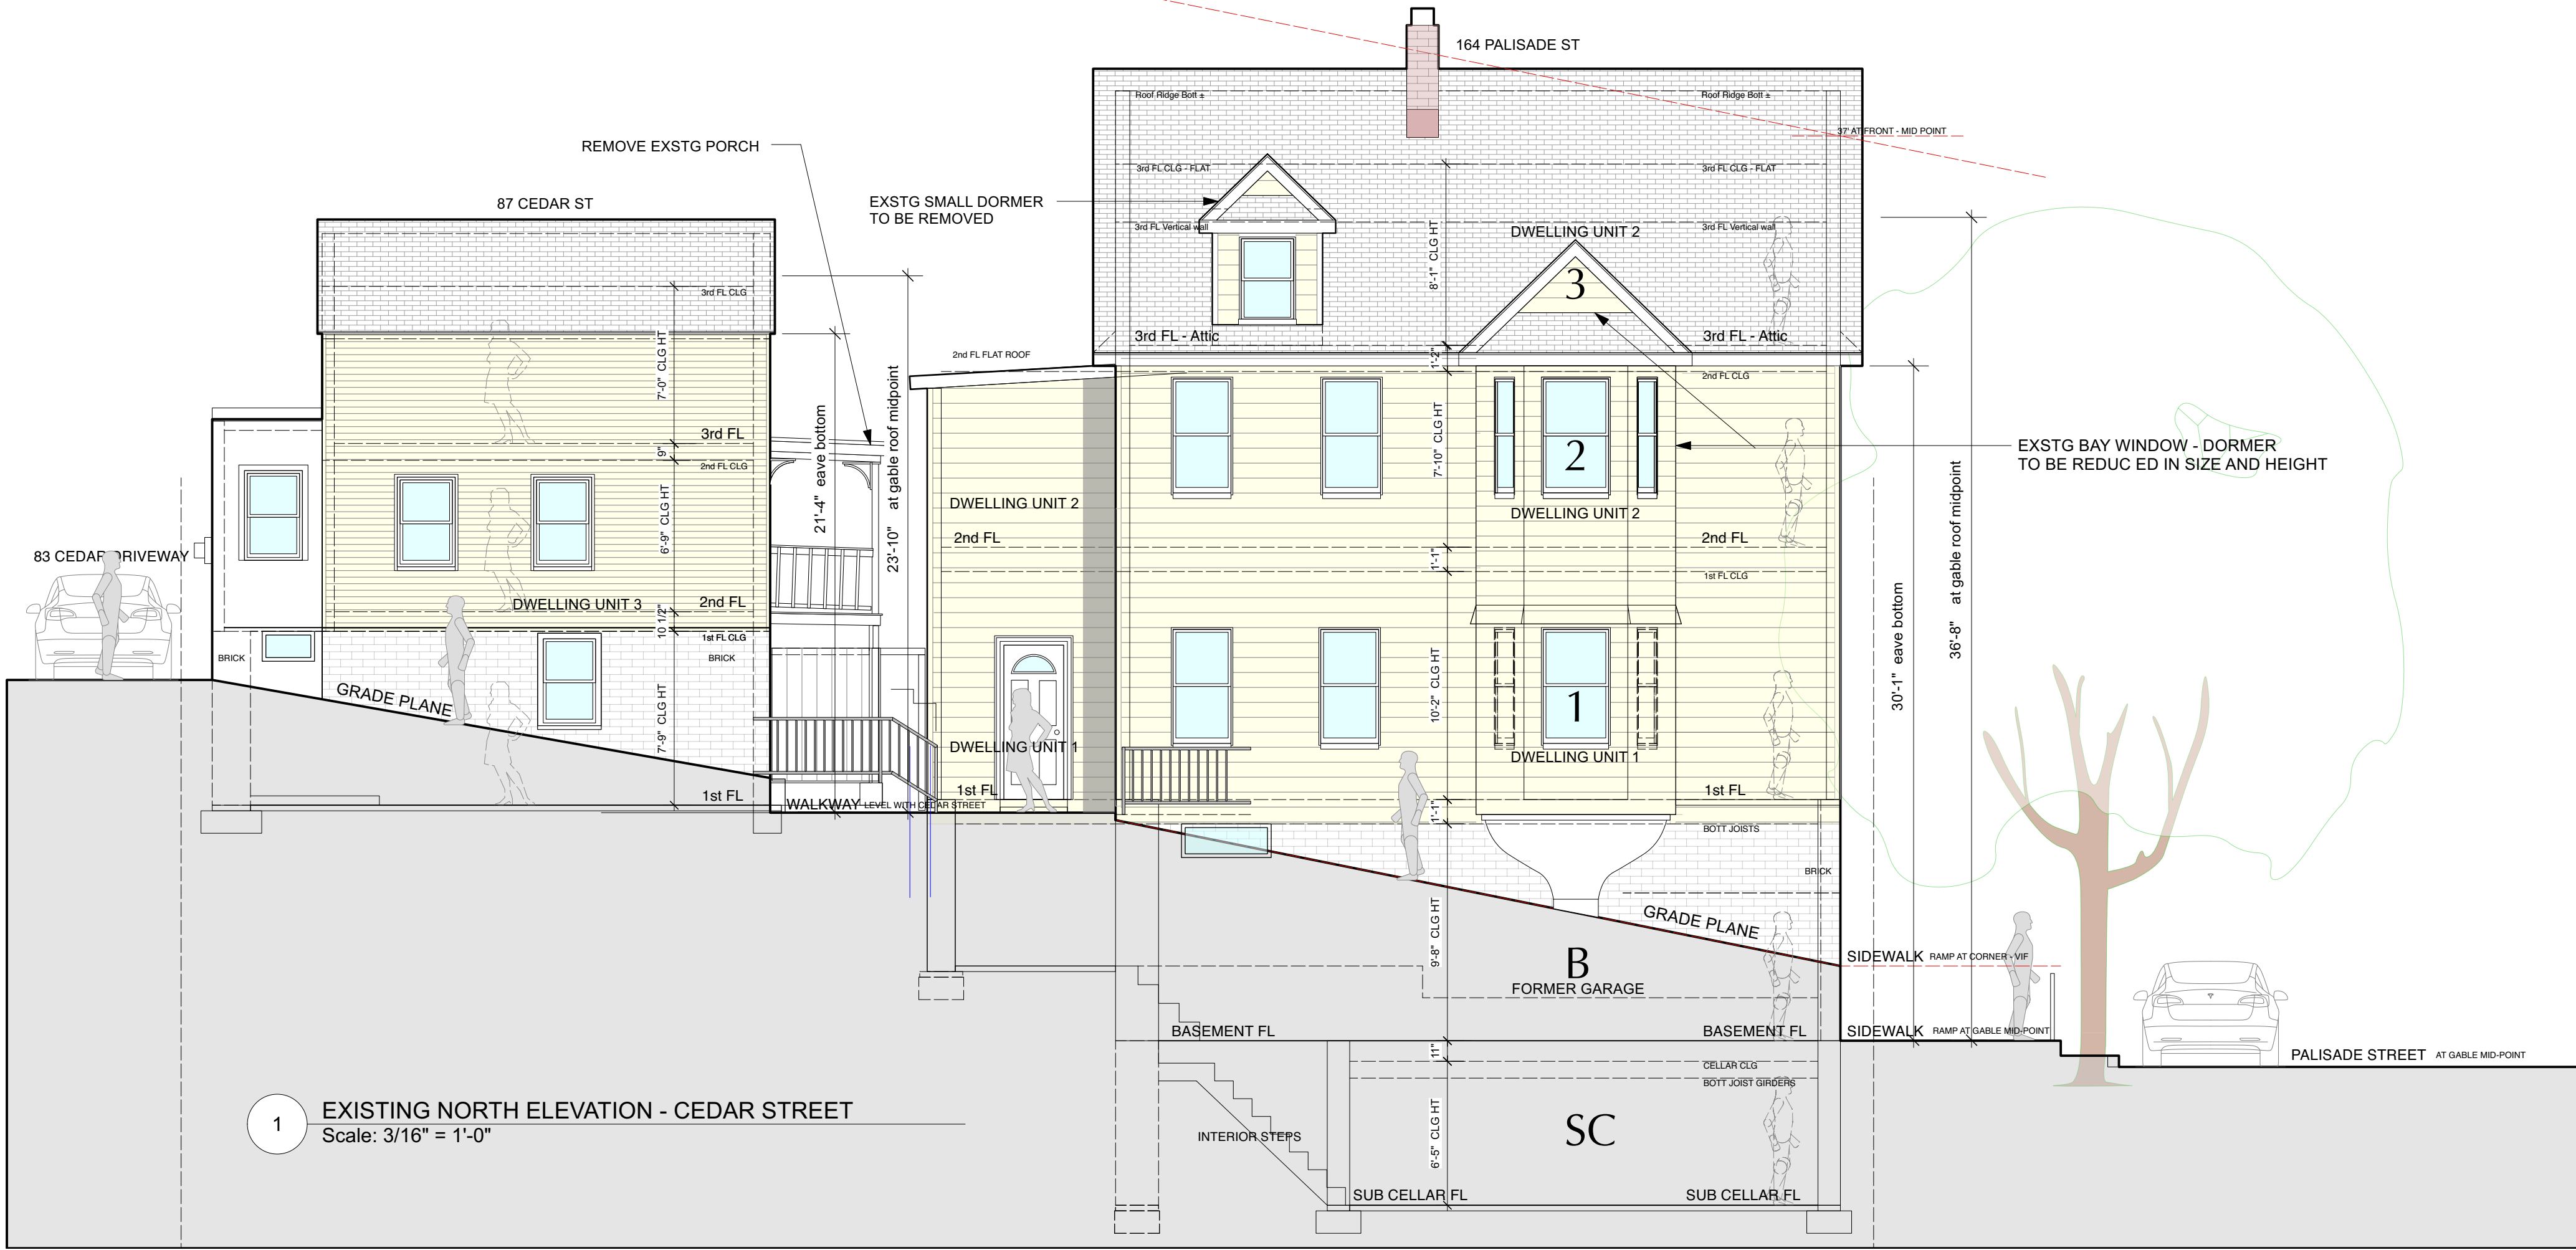 164 PALISADE ST
Roof Ridge Bott ±
Roof Ridge Bott ±
37' AT FRONT - MID POINT
REMOVE EXSTG PORCH
3rd FL CLG - FLAT
3rd FL CLG - FLAT
87 CEDAR ST
EXSTG SMALL DORMER
TO BE REMOVED
3rd FL Vertical wall
DWELLING UNIT 2
3rd FL Vertical wall
8'-1" CLG HT
3
3rd FL CLG
3rd FL - Attic
3rd FL - Attic
2nd FL FLAT ROOF
1'-2"
7'-0" CLG HT
2nd FL CLG
21'-4" eave bottom
23'-10" at gable roof midpoint
7'-10" CLG HT
3rd FL
9"
2nd FL CLG
2
EXSTG BAY WINDOW - DORMER
TO BE REDUC ED IN SIZE AND HEIGHT
6'-9" CLG HT
DWELLING UNIT 2
DWELLING UNIT 2
2nd FL
2nd FL
36'-8" at gable roof midpoint
83 CEDAR DRIVEWAY
1'-1"
1st FL CLG
DWELLING UNIT 3
2nd FL
10 1/2"
1st FL CLG
30'-1" eave bottom
BRICK
BRICK
GRADE PLANE
7'-9" CLG HT
10'-2" CLG HT
1
DWELLING UNIT 1
DWELLING UNIT 1
1st FL
1st FL
1st FL
WALKWAY LEVEL WITH CEDAR STREET
1'-1"
BOTT JOISTS
BRICK
GRADE PLANE
9'-8" CLG HT
B
FORMER GARAGE
SIDEWALK RAMP AT CORNER - VIF
BASEMENT FL
BASEMENT FL
SIDEWALK RAMP AT GABLE MID-POINT
11"
PALISADE STREET AT GABLE MID-POINT
CELLAR CLG
BOTT JOIST GIRDERS
1
EXISTING NORTH ELEVATION - CEDAR STREET
Scale: 3/16" = 1'-0"
INTERIOR STEPS
6'-5" CLG HT
SC
SUB CELLAR FL
SUB CELLAR FL